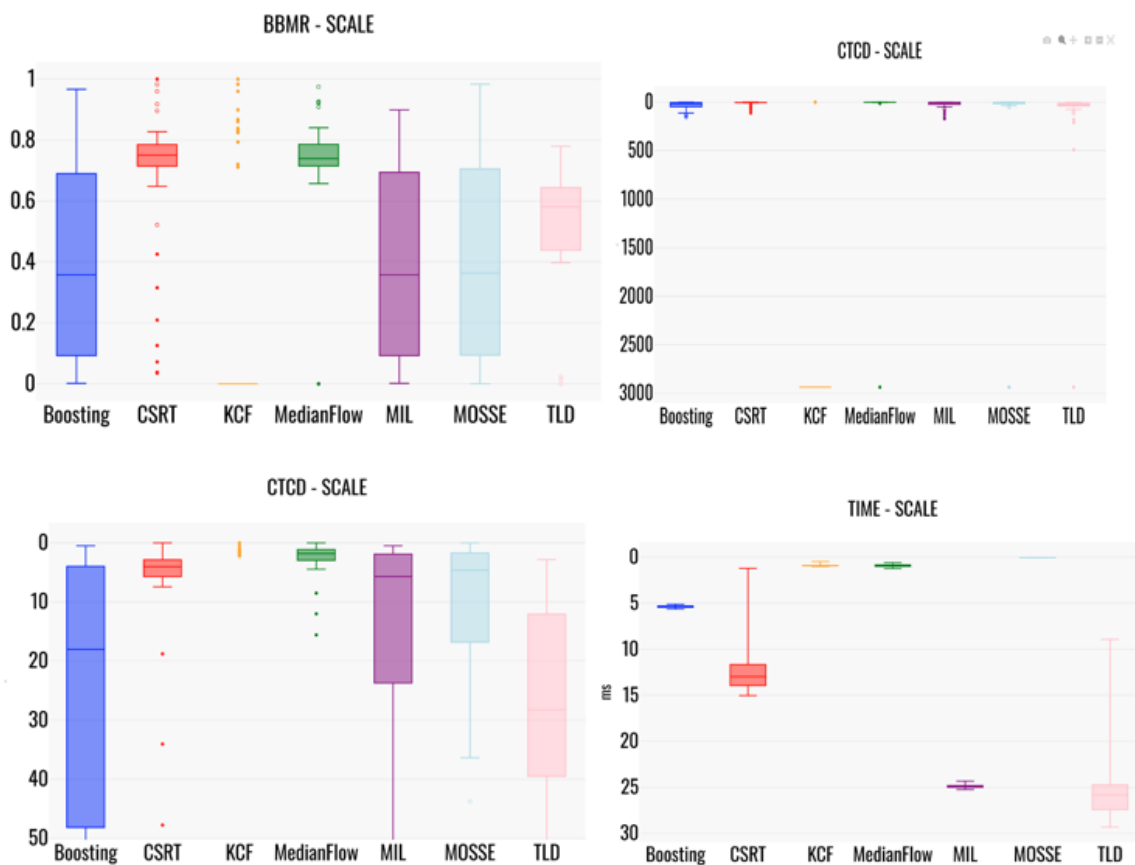 BBMR - SCALE
1
0.8
0.6
0.4
0.2
0
Boosting CSRT KCF MedianFlow MIL MOSSE TLD
CTCD - SCALE
0
500
1000
1500
2000
2500
3000
Boosting CSRT KCF MedianFlow MIL MOSSE TLD
CTCD - SCALE
0
10
20
30
40
50
Boosting CSRT KCF MedianFlow MIL MOSSE TLD
TIME - SCALE
ms
0
5
10
15
20
25
30
Boosting CSRT KCF MedianFlow MIL MOSSE TLD